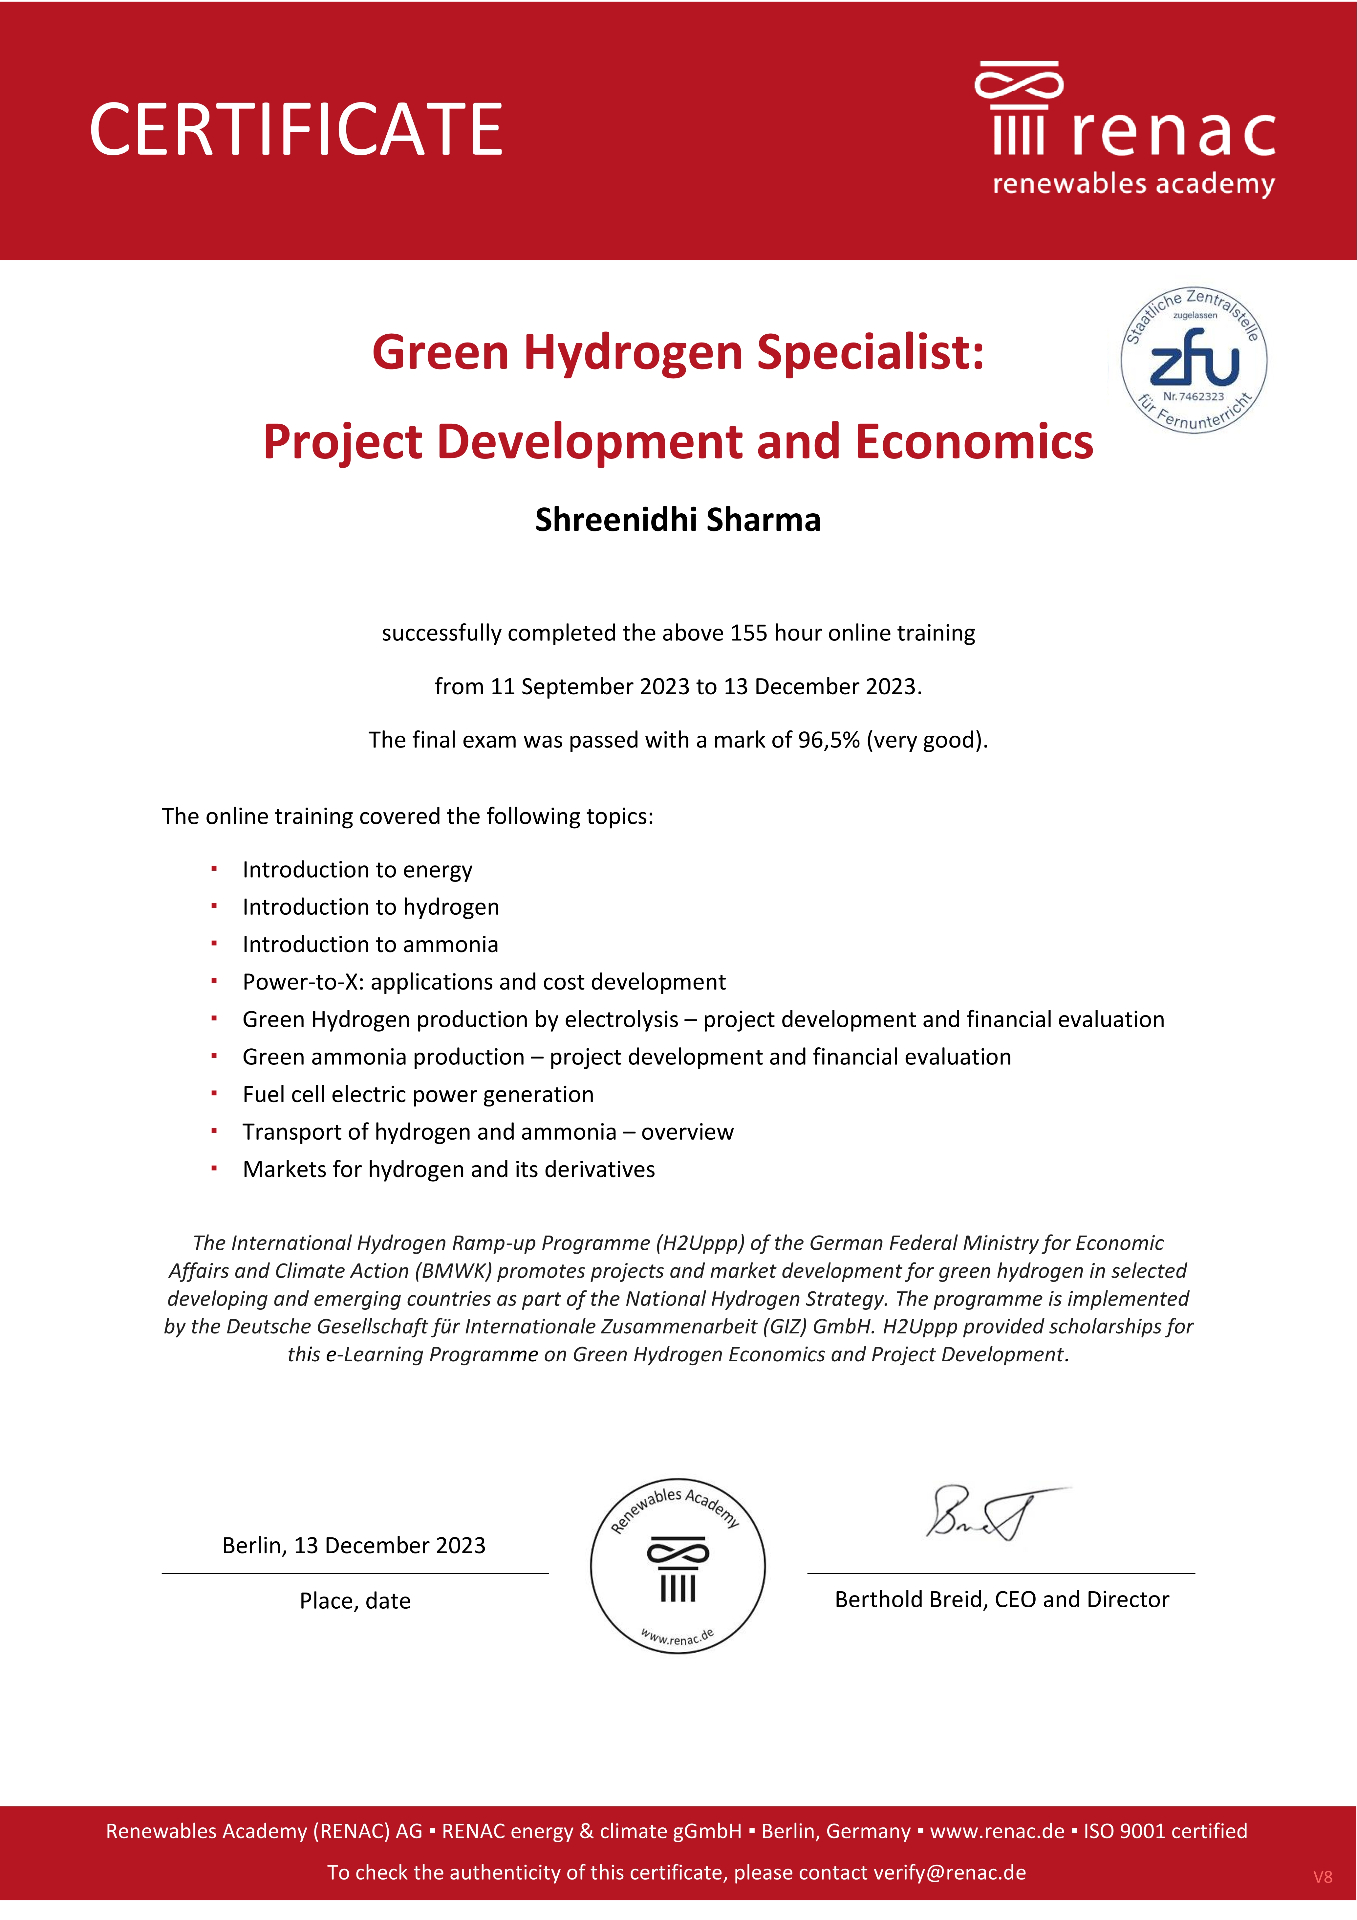 CERTIFICATE
renac
renewables academy
Staatliche Zentralstelle
zugelassen
zfu
Nr. 7462323
für Fernunterricht
Green Hydrogen Specialist:
Project Development and Economics
Shreenidhi Sharma
successfully completed the above 155 hour online training
from 11 September 2023 to 13 December 2023.
The final exam was passed with a mark of 96,5% (very good).
The online training covered the following topics:
▪ Introduction to energy
▪ Introduction to hydrogen
▪ Introduction to ammonia
▪ Power-to-X: applications and cost development
▪ Green Hydrogen production by electrolysis – project development and financial evaluation
▪ Green ammonia production – project development and financial evaluation
▪ Fuel cell electric power generation
▪ Transport of hydrogen and ammonia – overview
▪ Markets for hydrogen and its derivatives
The International Hydrogen Ramp-up Programme (H2Uppp) of the German Federal Ministry for Economic
Affairs and Climate Action (BMWK) promotes projects and market development for green hydrogen in selected
developing and emerging countries as part of the National Hydrogen Strategy. The programme is implemented
by the Deutsche Gesellschaft für Internationale Zusammenarbeit (GIZ) GmbH. H2Uppp provided scholarships for
this e-Learning Programme on Green Hydrogen Economics and Project Development.
Berlin, 13 December 2023
Place, date
Renewables Academy
www.renac.de
Berthold Breid, CEO and Director
Renewables Academy (RENAC) AG ▪ RENAC energy & climate gGmbH ▪ Berlin, Germany ▪ www.renac.de ▪ ISO 9001 certified
To check the authenticity of this certificate, please contact verify@renac.de
V8